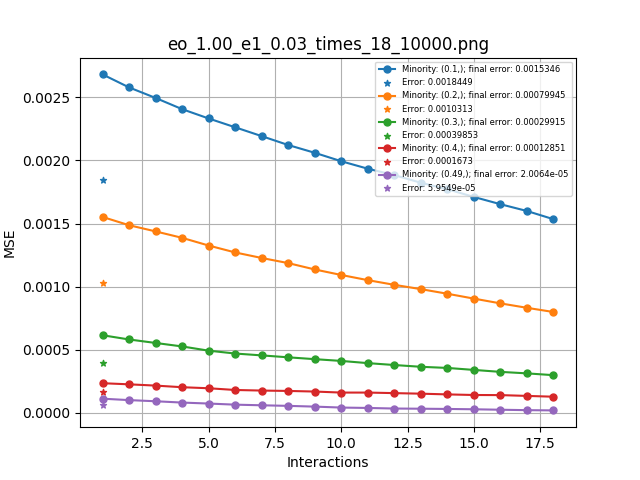 eo_1.00_e1_0.03_times_18_10000.png
Minority: (0.1,); final error: 0.0015346
Error: 0.0018449
Minority: (0.2,); final error: 0.00079945
Error: 0.0010313
Minority: (0.3,); final error: 0.00029915
Error: 0.00039853
Minority: (0.4,); final error: 0.00012851
Error: 0.0001673
Minority: (0.49,); final error: 2.0064e-05
Error: 5.9549e-05
MSE
0.0025
0.0020
0.0015
0.0010
0.0005
0.0000
2.5 5.0 7.5 10.0 12.5 15.0 17.5
Interactions